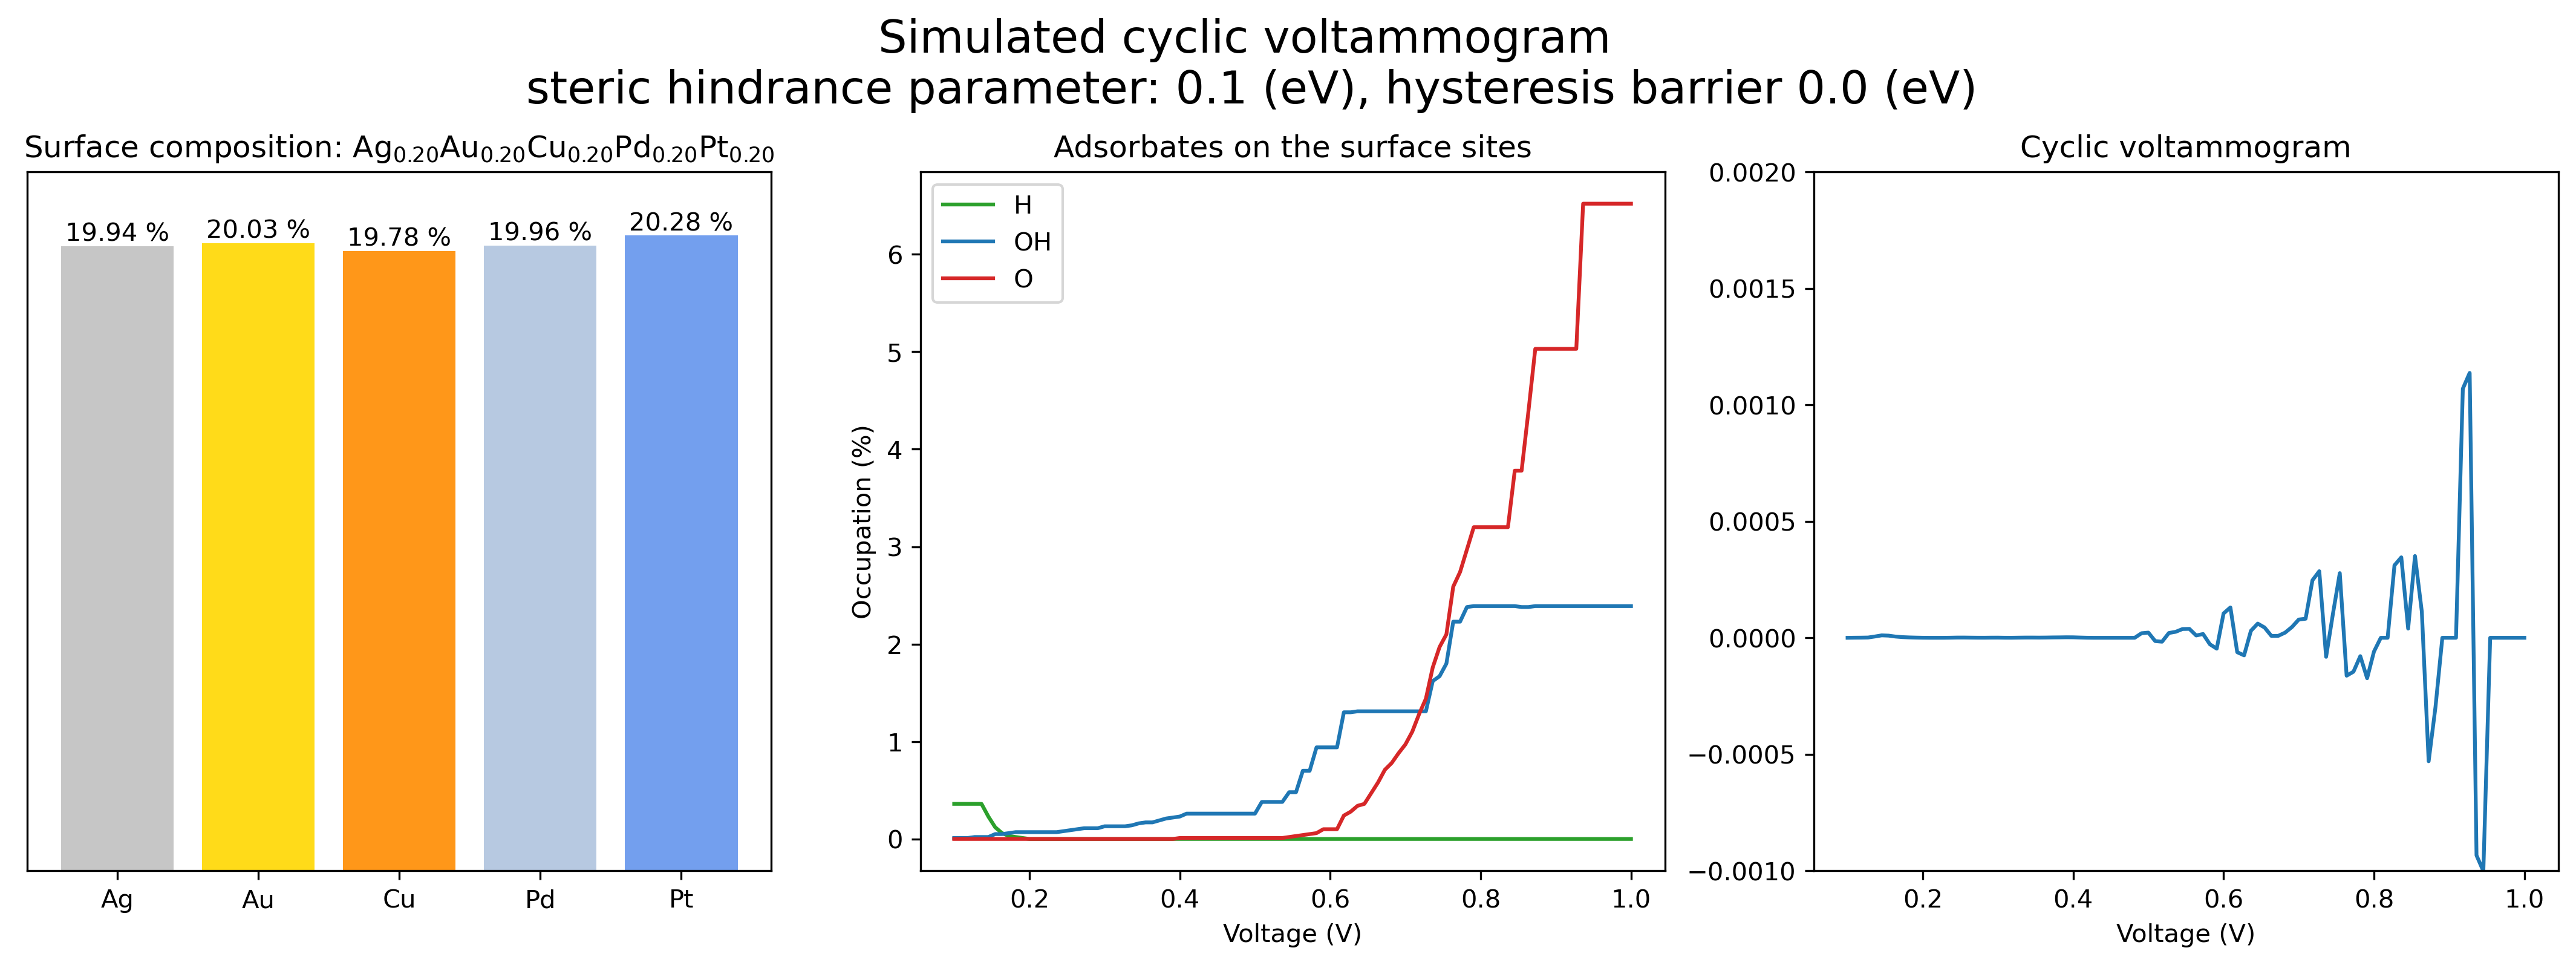 Simulated cyclic voltammogram
steric hindrance parameter: 0.1 (eV), hysteresis barrier 0.0 (eV)
Surface composition: Ag0.20Au0.20Cu0.20Pd0.20Pt0.20
19.94 %
20.03 %
19.78 %
19.96 %
20.28 %
Ag
Au
Cu
Pd
Pt
Adsorbates on the surface sites
H
OH
O
Occupation (%)
6
5
4
3
2
1
0
0.2
0.4
0.6
0.8
1.0
Voltage (V)
Cyclic voltammogram
0.0020
0.0015
0.0010
0.0005
0.0000
−0.0005
−0.0010
0.2
0.4
0.6
0.8
1.0
Voltage (V)